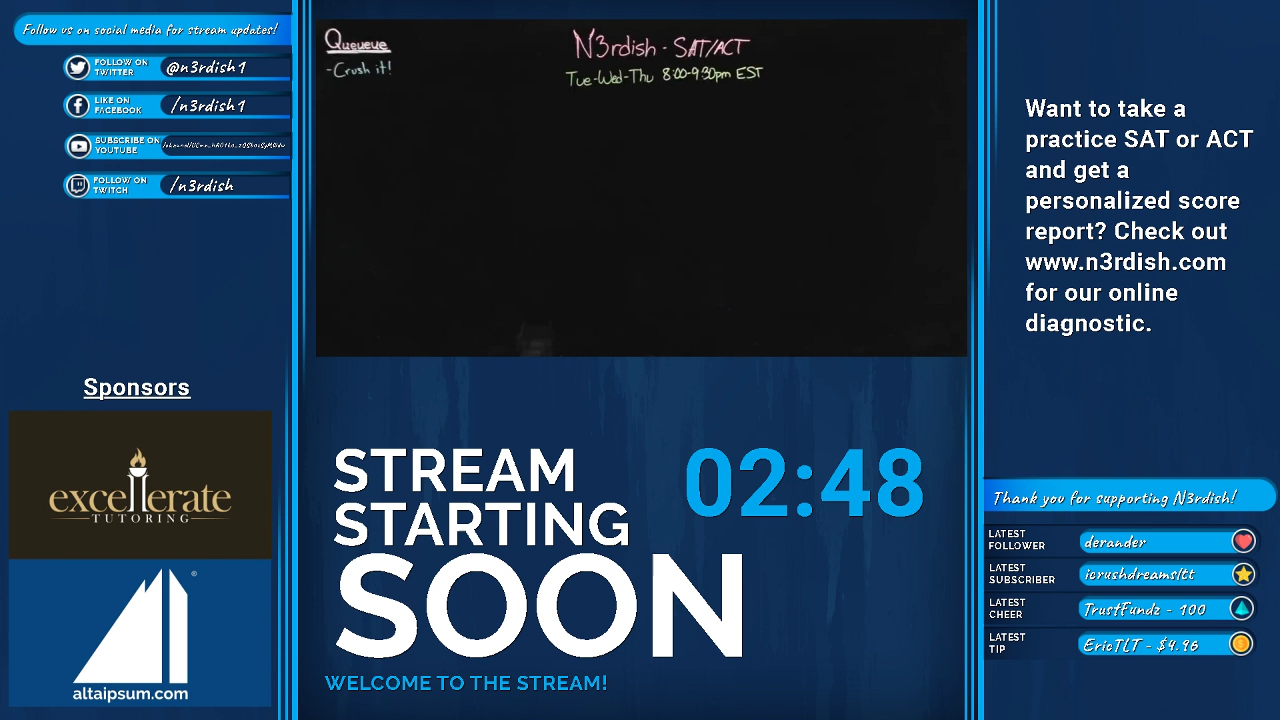 Follow us on social media for stream updates!
FOLLOW ON
TWITTER
@n3rdish1
LIKE ON
FACEBOOK
/n3rdish1
SUBSCRIBE ON
YOUTUBE
FOLLOW ON
TWITCH
/n3rdish
Sponsors
excellerate
TUTORING
®
altaipsum.com
Queueue
-Crush it!
N3rdish - SAT/ACT
Tue-Wed-Thu 8:00-9:30pm EST
STREAM
STARTING
SOON
02:48
WELCOME TO THE STREAM!
Want to take a
practice SAT or ACT
and get a
personalized score
report? Check out
www.n3rdish.com
for our online
diagnostic.
Thank you for supporting N3rdish!
LATEST
FOLLOWER
derander
LATEST
SUBSCRIBER
icrushdreamsltt
LATEST
CHEER
TrustFundz - 100
LATEST
TIP
EricTLT - $4.96